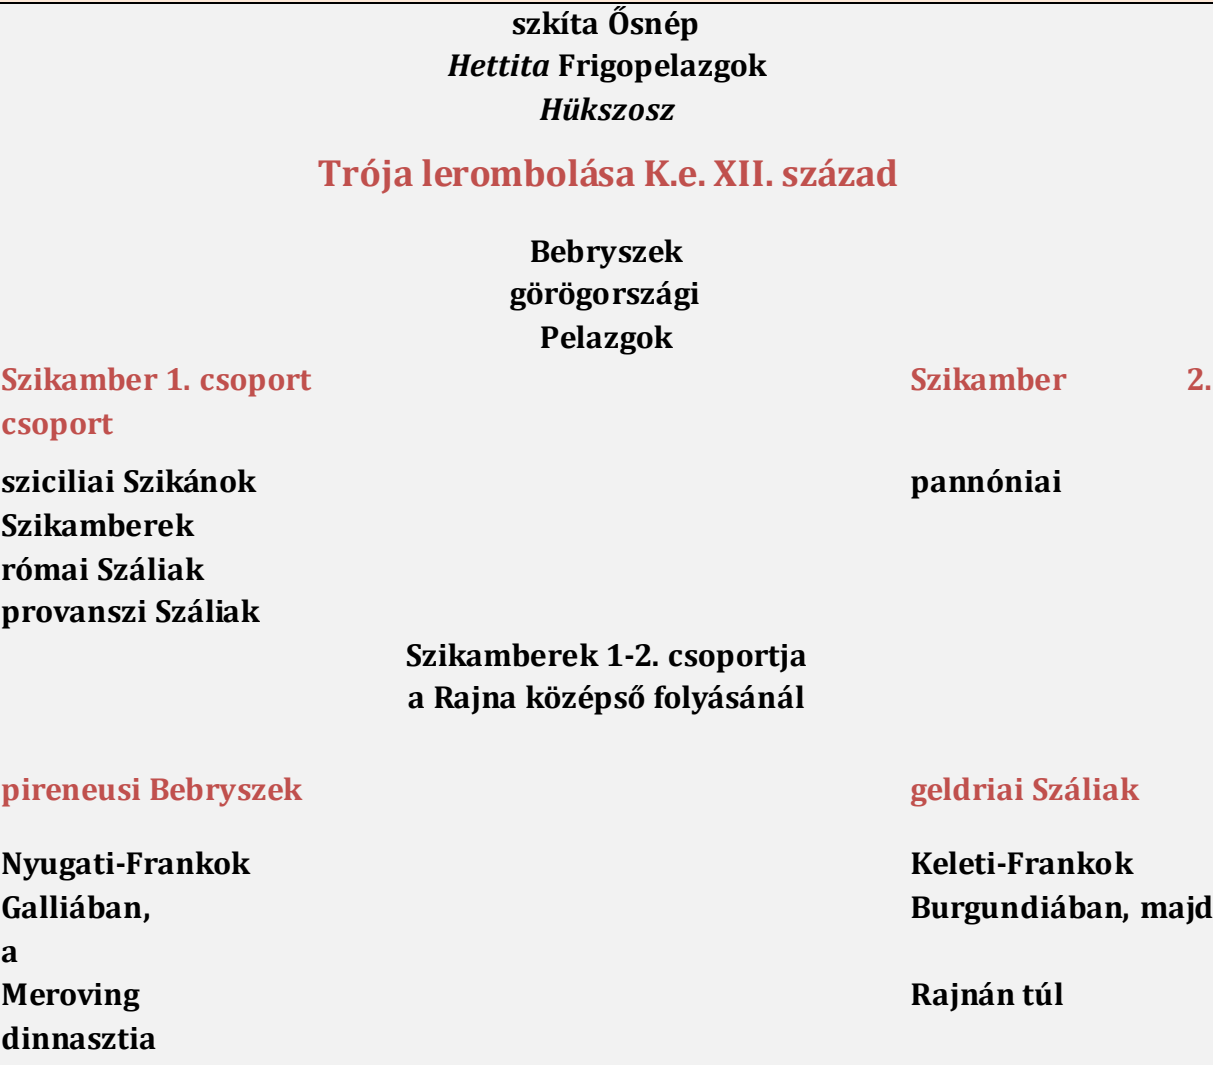 szkíta Ősnép
Hettita Frigopelazgok
Hükszosz
Trója lerombolása K.e. XII. század
Bebryszek
görögországi
Pelazgok
Szikamber 1. csoport Szikamber 2.
csoport
sziciliai Szikánok pannóniai
Szikamberek
római Száliak
provanszi Száliak
Szikamberek 1-2. csoportja
a Rajna középső folyásánál
pireneusi Bebryszek geldriai Száliak
Nyugati-Frankok Keleti-Frankok
Galliában, Burgundiában, majd
a
Meroving Rajnán túl
dinnasztia